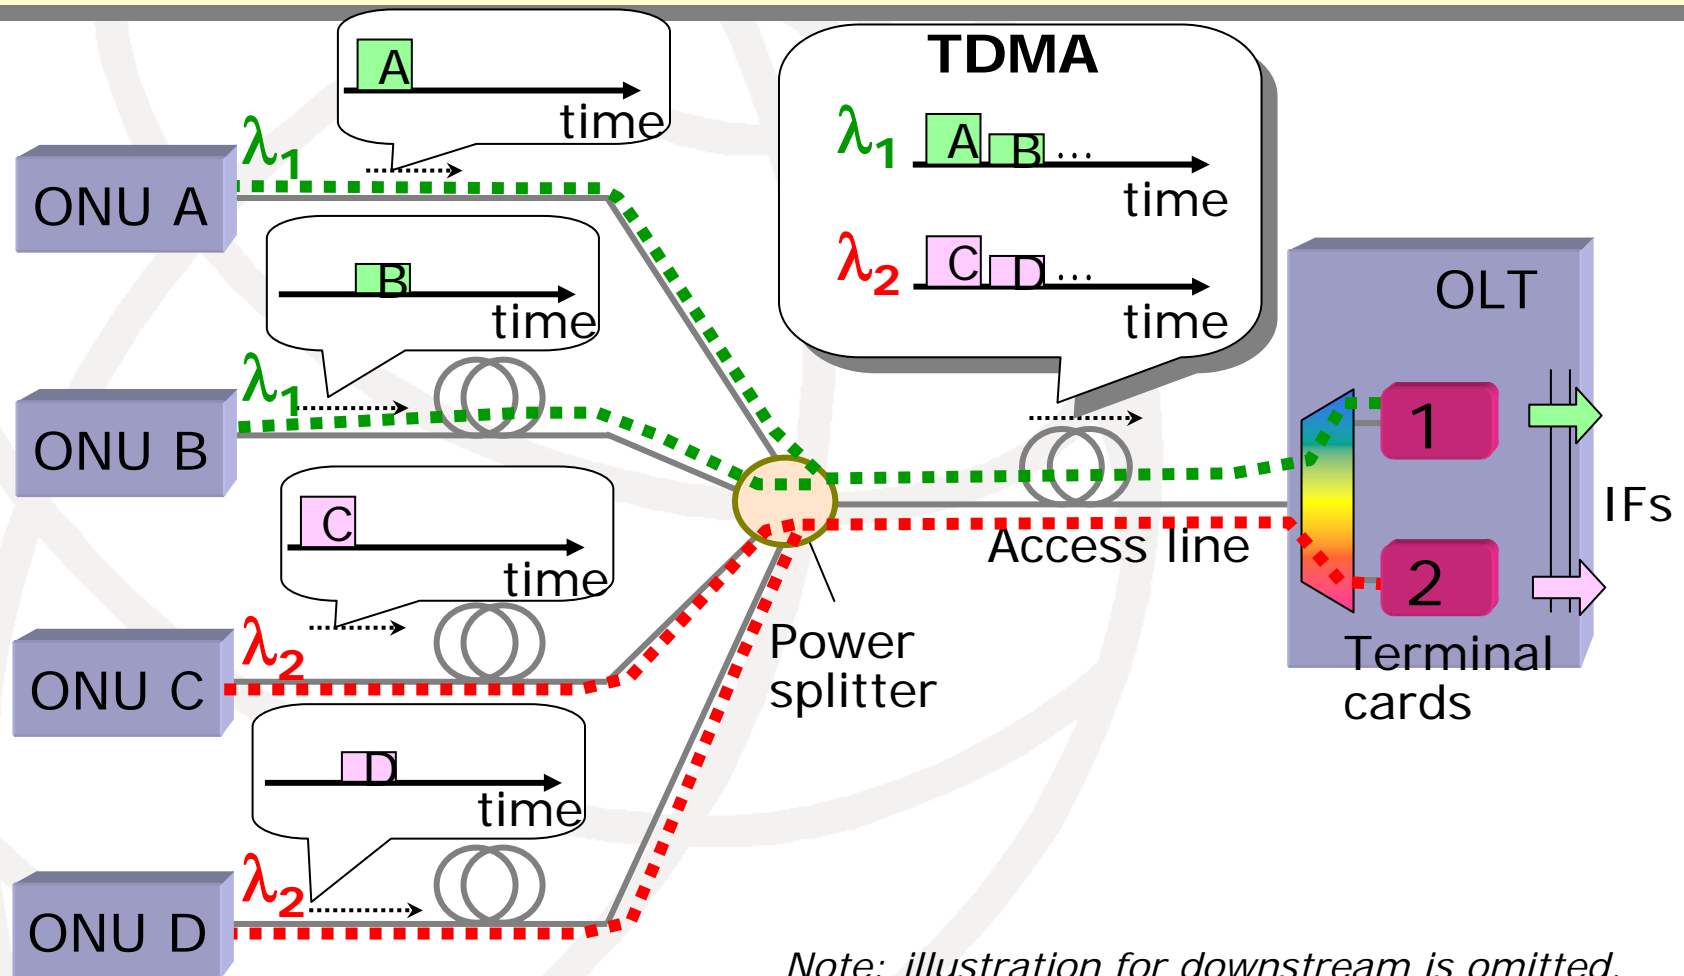 A
time
λ1
ONU A
B
time
λ1
ONU B
C
time
λ2
ONU C
D
time
λ2
ONU D
TDMA
λ1 A B ...
time
λ2 C D ...
time
Access line
Power
splitter
OLT
1
2
IFs
Terminal
cards
Note: illustration for downstream is omitted.